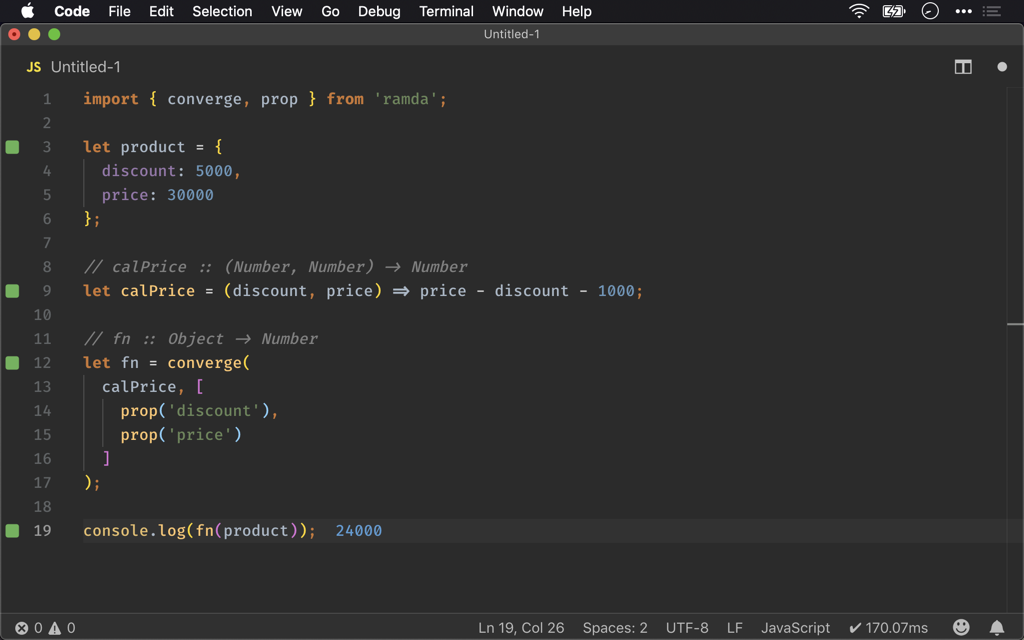 Code File Edit Selection View Go Debug Terminal Window Help
Untitled-1
JS Untitled-1
1 import { converge, prop } from 'ramda';
2
3 let product = {
4 discount: 5000,
5 price: 30000
6 };
7
8 // calPrice :: (Number, Number) → Number
9 let calPrice = (discount, price) ⇒ price - discount - 1000;
10
11 // fn :: Object → Number
12 let fn = converge(
13 calPrice, [
14 prop('discount'),
15 prop('price')
16 ]
17 );
18
19 console.log(fn(product)); 24000
0 0 Ln 19, Col 26 Spaces: 2 UTF-8 LF JavaScript ✔ 170.07ms